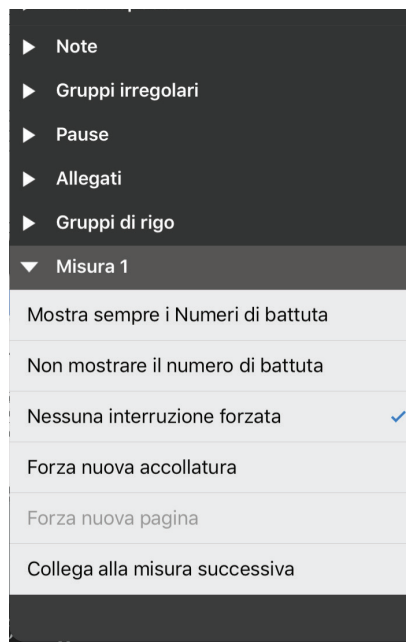 Note
Gruppi irregolari
Pause
Allegati
Gruppi di rigo
Misura 1
Mostra sempre i Numeri di battuta
Non mostrare il numero di battuta
Nessuna interruzione forzata
Forza nuova accollatura
Forza nuova pagina
Collega alla misura successiva